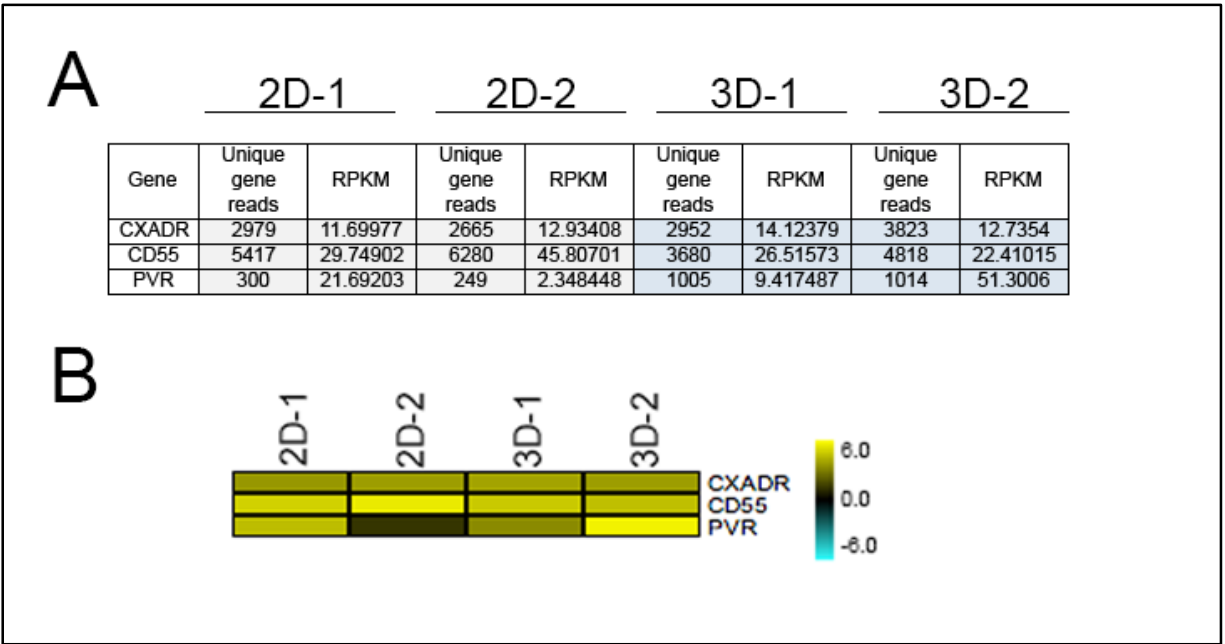 A
2D-1 2D-2 3D-1 3D-2
Gene Unique gene reads RPKM Unique gene reads RPKM Unique gene reads RPKM Unique gene reads RPKM
CXADR 2979 11.69977 2665 12.93408 2952 14.12379 3823 12.7354
CD55 5417 29.74902 6280 45.80701 3680 26.51573 4818 22.41015
PVR 300 21.69203 249 2.348448 1005 9.417487 1014 51.3006
B
2D-1 2D-2 3D-1 3D-2
CXADR
CD55
PVR
6.0
0.0
-6.0